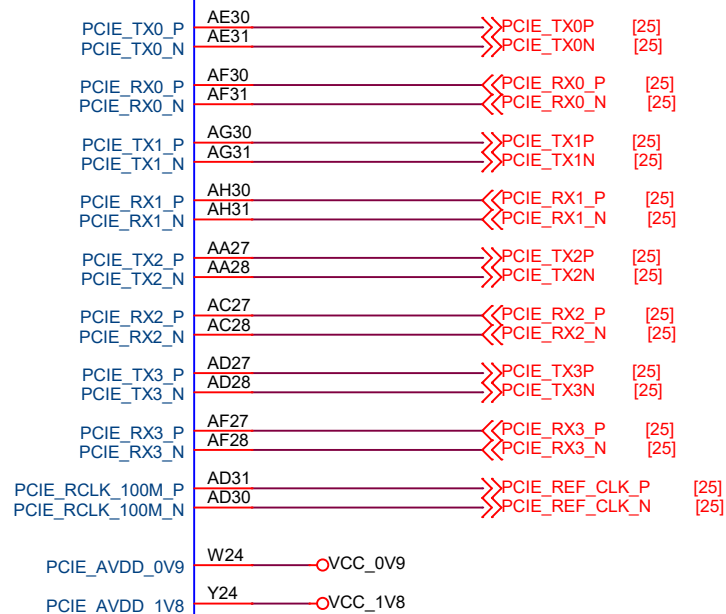 PCIE_TX0_P AE30 PCIE_TX0P [25]
PCIE_TX0_N AE31 PCIE_TX0N [25]
PCIE_RX0_P AF30 PCIE_RX0_P [25]
PCIE_RX0_N AF31 PCIE_RX0_N [25]
PCIE_TX1_P AG30 PCIE_TX1P [25]
PCIE_TX1_N AG31 PCIE_TX1N [25]
PCIE_RX1_P AH30 PCIE_RX1_P [25]
PCIE_RX1_N AH31 PCIE_RX1_N [25]
PCIE_TX2_P AA27 PCIE_TX2P [25]
PCIE_TX2_N AA28 PCIE_TX2N [25]
PCIE_RX2_P AC27 PCIE_RX2_P [25]
PCIE_RX2_N AC28 PCIE_RX2_N [25]
PCIE_TX3_P AD27 PCIE_TX3P [25]
PCIE_TX3_N AD28 PCIE_TX3N [25]
PCIE_RX3_P AF27 PCIE_RX3_P [25]
PCIE_RX3_N AF28 PCIE_RX3_N [25]
PCIE_RCLK_100M_P AD31 PCIE_REF_CLK_P [25]
PCIE_RCLK_100M_N AD30 PCIE_REF_CLK_N [25]
PCIE_AVDD_0V9 W24 VCC_0V9
PCIE_AVDD_1V8 Y24 VCC_1V8